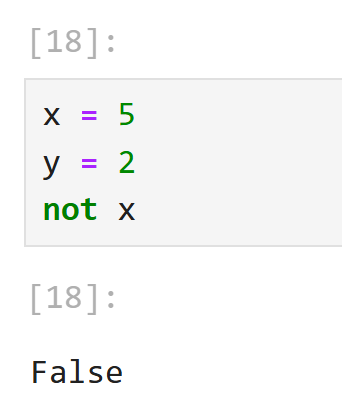 [18]:
x = 5
y = 2
not x
[18]:
False